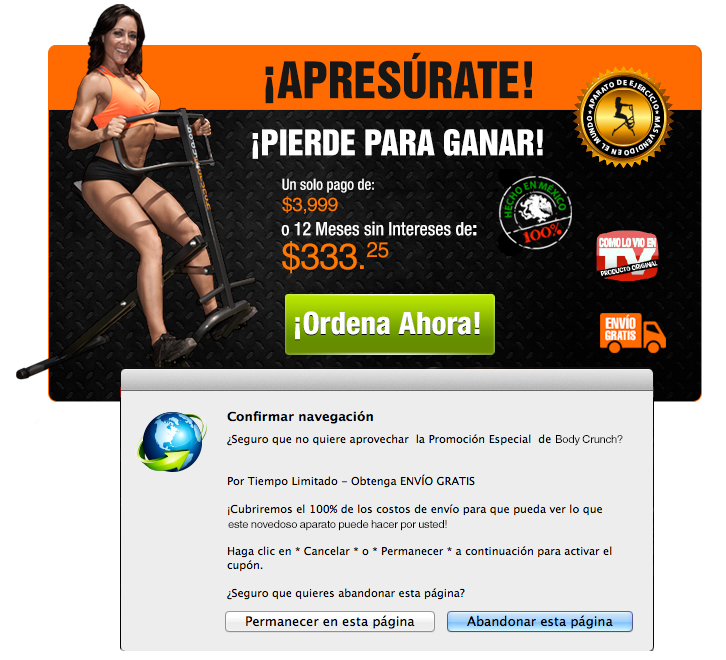 ¡APRESÚRATE!
¡PIERDE PARA GANAR!
APARATO DE EJERCICIO
MÁS VENDIDO EN EL MUNDO
Un solo pago de:
$3,999
o 12 Meses sin Intereses de:
$333.25
HECHO EN MÉXICO
100%
COMO LO VIO EN
TV
PRODUCTO ORIGINAL
¡Ordena Ahora!
ENVÍO
GRATIS
Confirmar navegación
¿Seguro que no quiere aprovechar la Promoción Especial de Body Crunch?
Por Tiempo Limitado - Obtenga ENVÍO GRATIS
¡Cubriremos el 100% de los costos de envío para que pueda ver lo que
este novedoso aparato puede hacer por usted!
Haga clic en * Cancelar * o * Permanecer * a continuación para activar el
cupón.
¿Seguro que quieres abandonar esta página?
Permanecer en esta página
Abandonar esta página